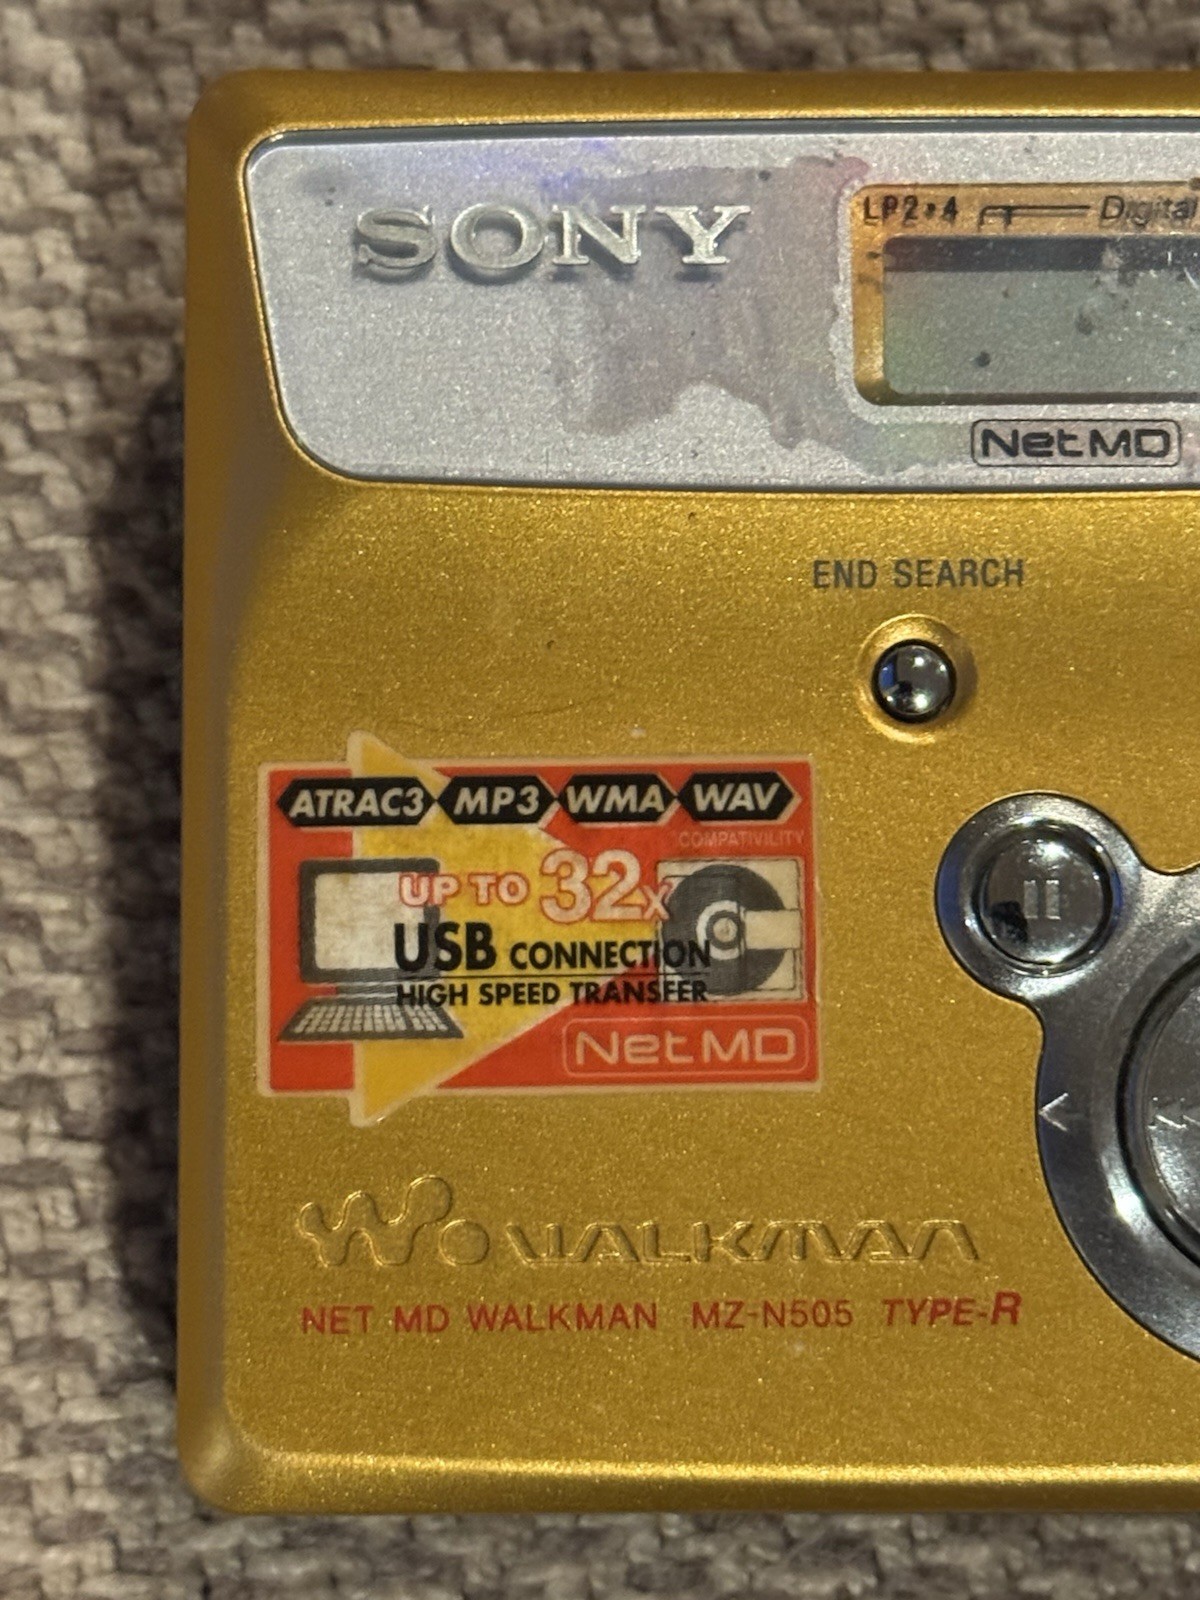 SONY
LP2•4 Digital
NetMD
END SEARCH
ATRAC3 MP3 WMA WAV
COMPATIVILITY
UP TO 32x
USB CONNECTION
HIGH SPEED TRANSFER
NetMD
WALKMAN
NET MD WALKMAN MZ-N505 TYPE-R